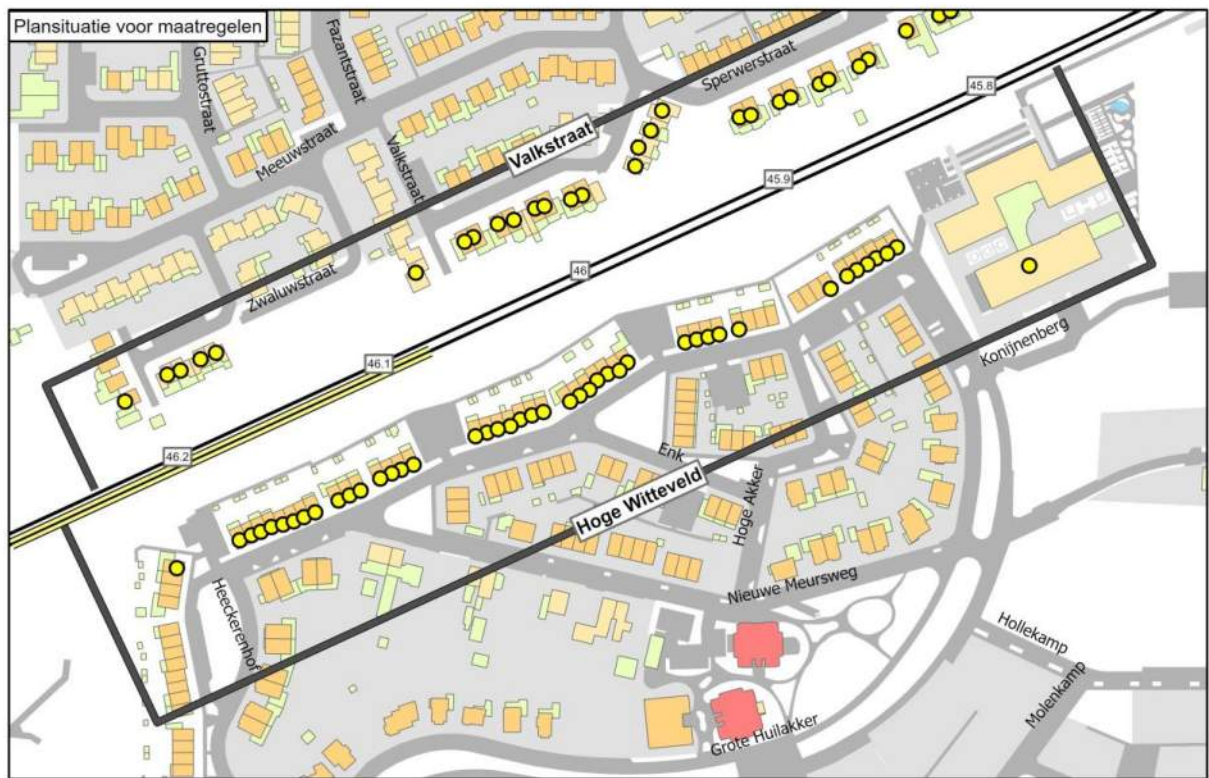 Plansituatie voor maatregelen
Gruttostraat
Fazantstraat
Meeuwstraat
Valkstraat
Sperwerstraat
Valkstraat
45.8
45.9
46
Zwaluwstraat
46.1
46.2
Konijnenberg
Enk
Hoge Witteveld
Hoge Akker
Heeckerenhof
Nieuwe Meursweg
Hollekamp
Molenkamp
Grote Huilakker